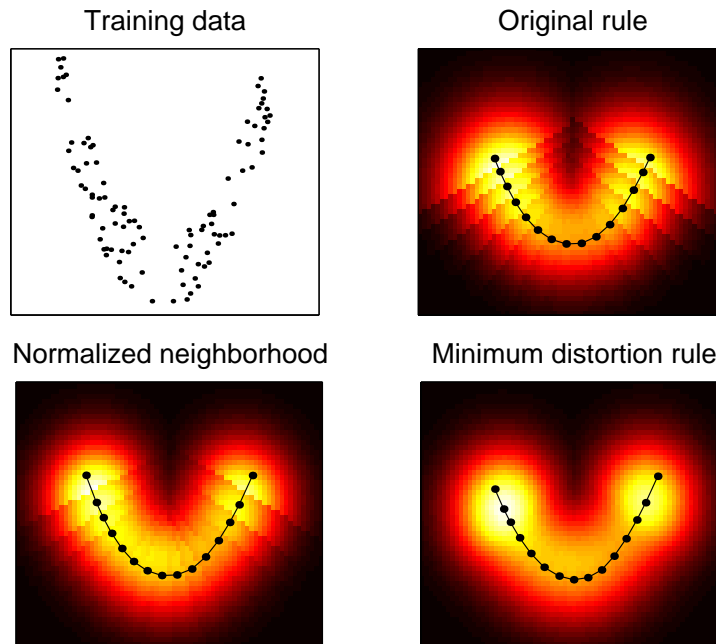 Training data
Original rule
Normalized neighborhood
Minimum distortion rule